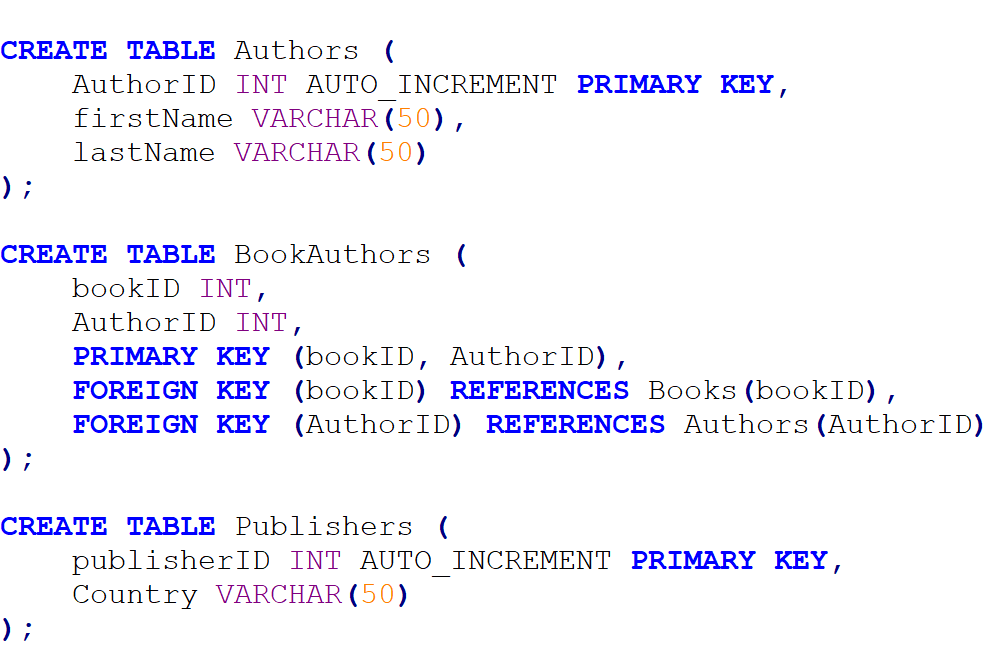 CREATE TABLE Authors (
    AuthorID INT AUTO_INCREMENT PRIMARY KEY,
    firstName VARCHAR(50),
    lastName VARCHAR(50)
);

CREATE TABLE BookAuthors (
    bookID INT,
    AuthorID INT,
    PRIMARY KEY (bookID, AuthorID),
    FOREIGN KEY (bookID) REFERENCES Books(bookID),
    FOREIGN KEY (AuthorID) REFERENCES Authors(AuthorID)
);

CREATE TABLE Publishers (
    publisherID INT AUTO_INCREMENT PRIMARY KEY,
    Country VARCHAR(50)
);